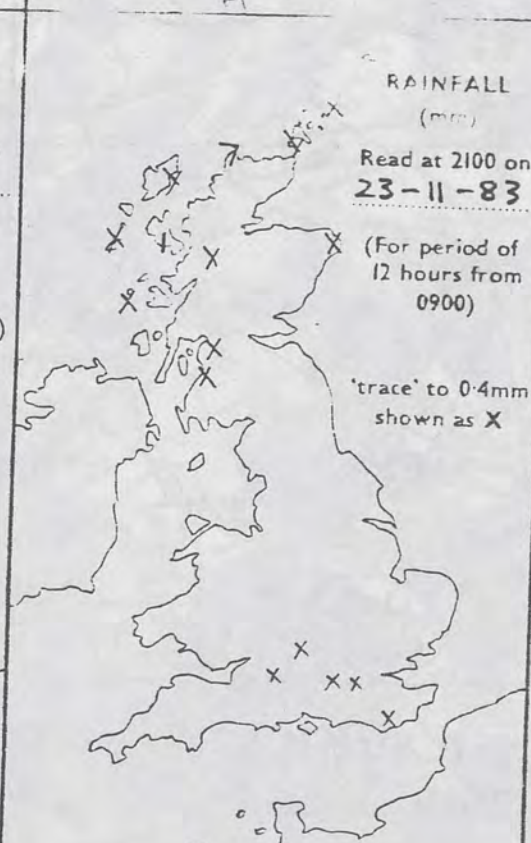 RAINFALL
(mm)
Read at 2100 on
23-11-83
(For period of
12 hours from
0900)
'trace' to 0·4mm
shown as X